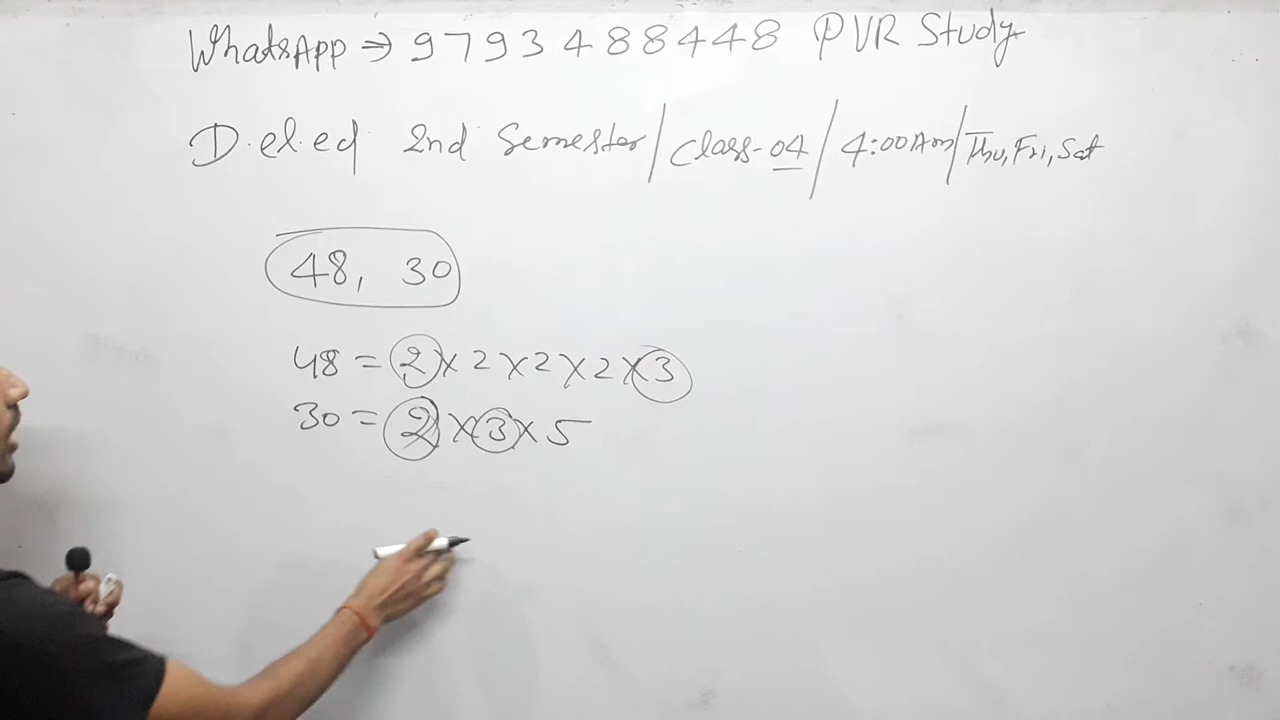 WhatsApp ⇒ 9793488448 PVR Study
D.el.ed 2nd Semester/Class-04/4:00Am/Thu,Fri,Sat
48, 30
48 = 2×2×2×2×3
30 = 2×3×5